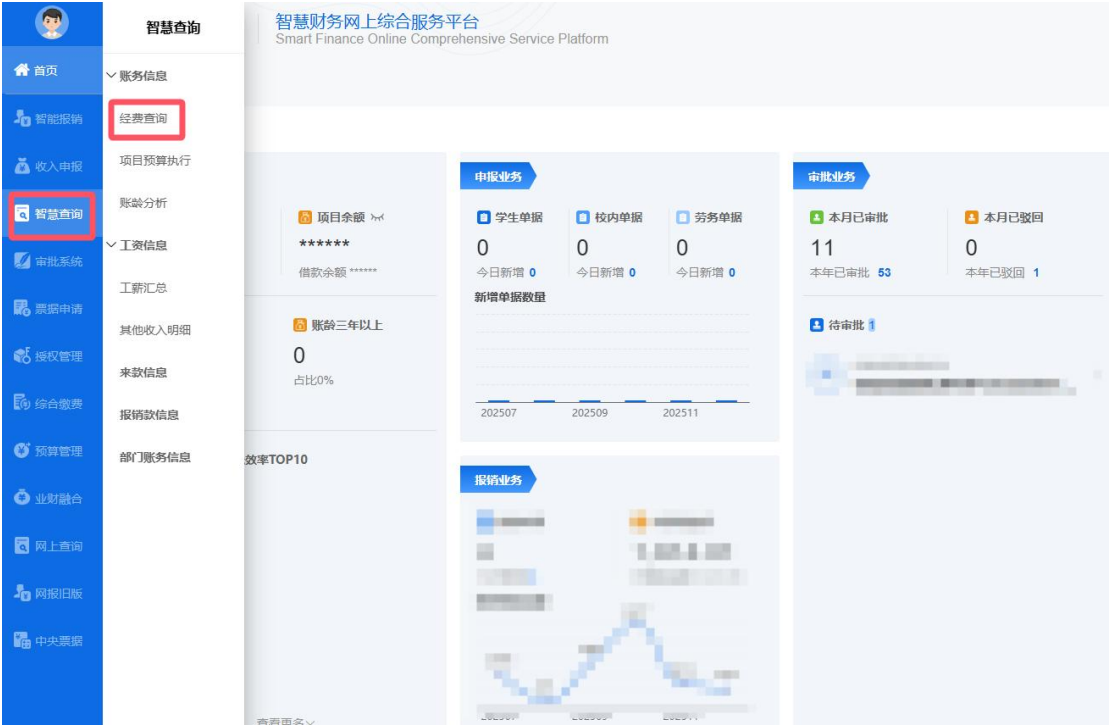 智慧财务网上综合服务平台
Smart Finance Online Comprehensive Service Platform
首页
智能报销
收入申报
智慧查询
审批系统
票据申请
授权管理
综合缴费
预算管理
业财融合
网上查询
网报旧版
中央票据
智慧查询
账务信息
经费查询
项目预算执行
账龄分析
工资信息
工薪汇总
其他收入明细
来款信息
报销款信息
部门账务信息
项目余额
******
借款余额 ******
账龄三年以上
0
占比0%
效率TOP10
查看更多
申报业务
学生单据 校内单据 劳务单据
0 0 0
今日新增 0 今日新增 0 今日新增 0
新增单据数量
202507 202509 202511
报销业务
审批业务
本月已审批 本月已驳回
11 0
本年已审批 53 本年已驳回 1
待审批 1